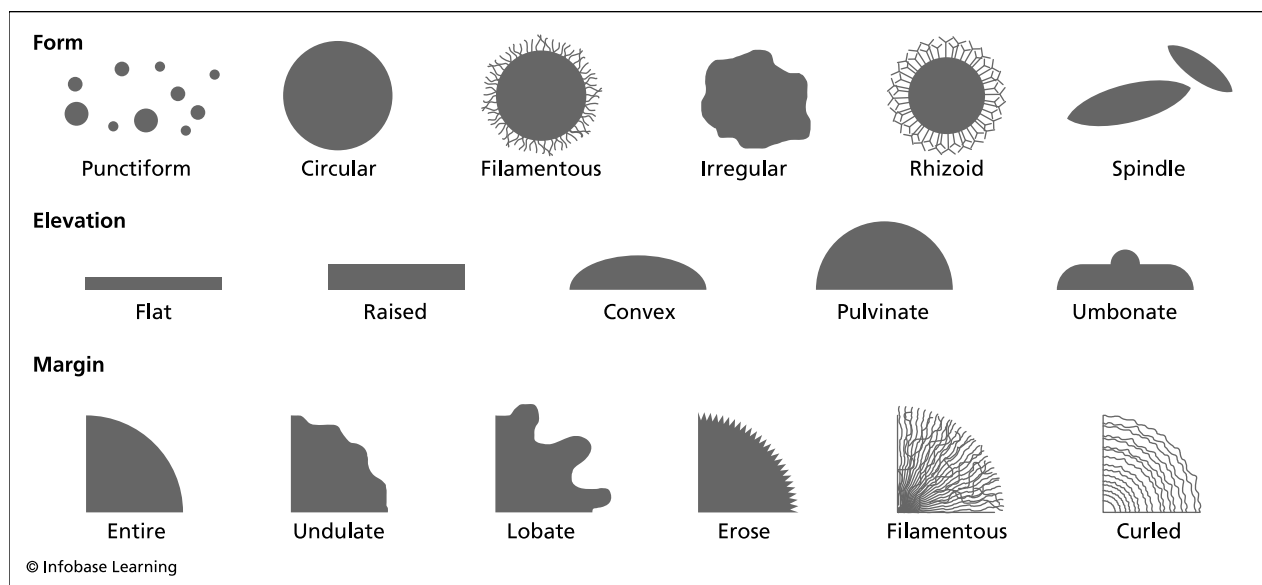 Form
Punctiform Circular Filamentous Irregular Rhizoid Spindle
Elevation
Flat Raised Convex Pulvinate Umbonate
Margin
Entire Undulate Lobate Erose Filamentous Curled
© Infobase Learning